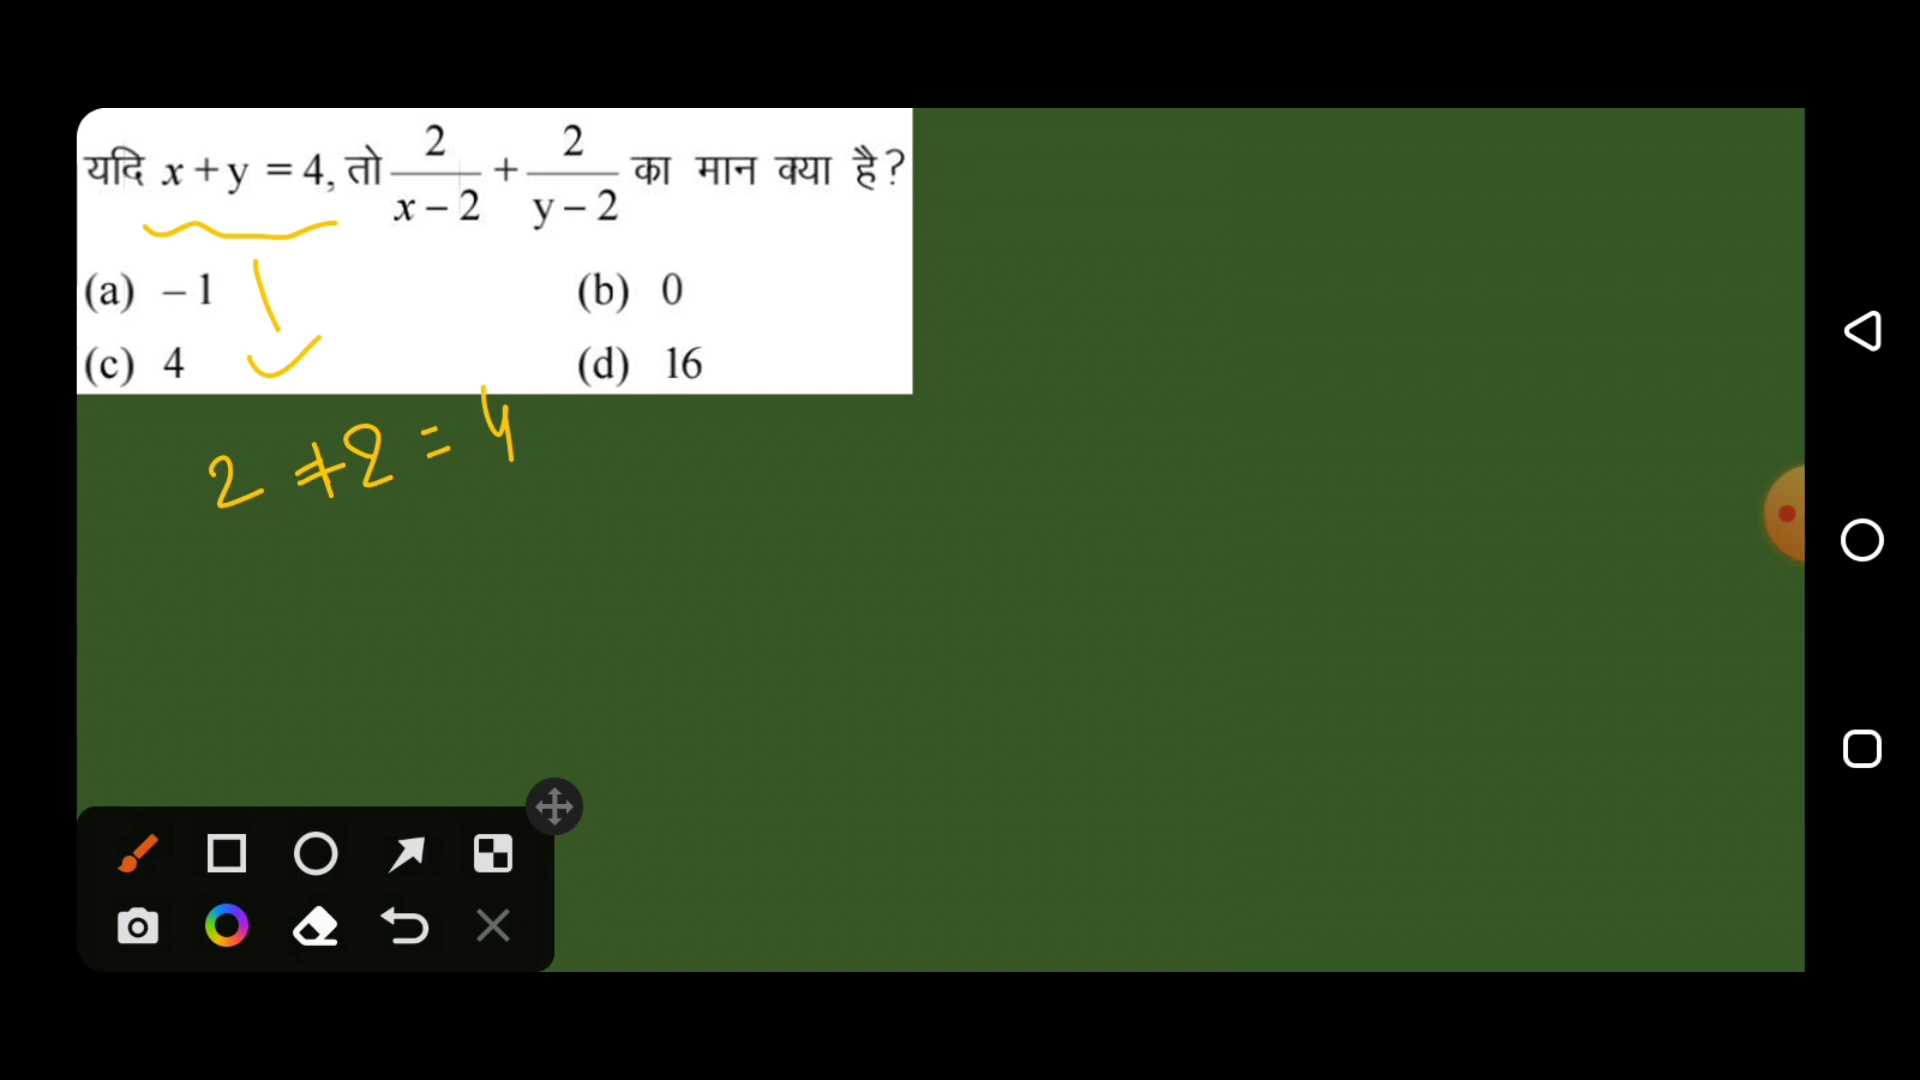 यदि x + y = 4, तो 2/(x – 2) + 2/(y – 2) का मान क्या है?
(a) – 1 (b) 0
(c) 4 (d) 16
2 + 2 = 4